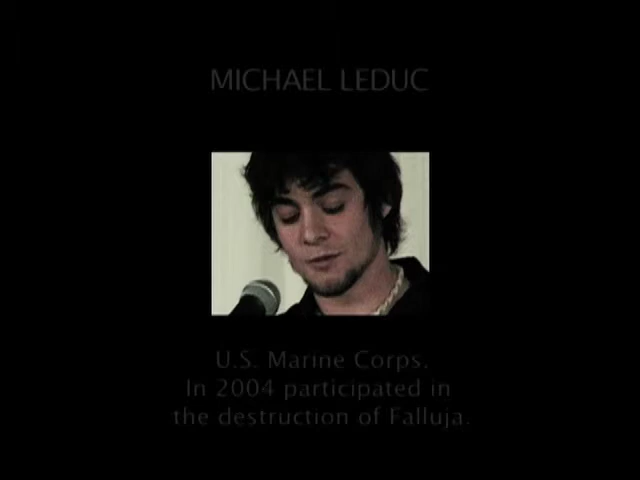 MICHAEL LEDUC
U.S. Marine Corps.
In 2004 participated in
the destruction of Falluja.